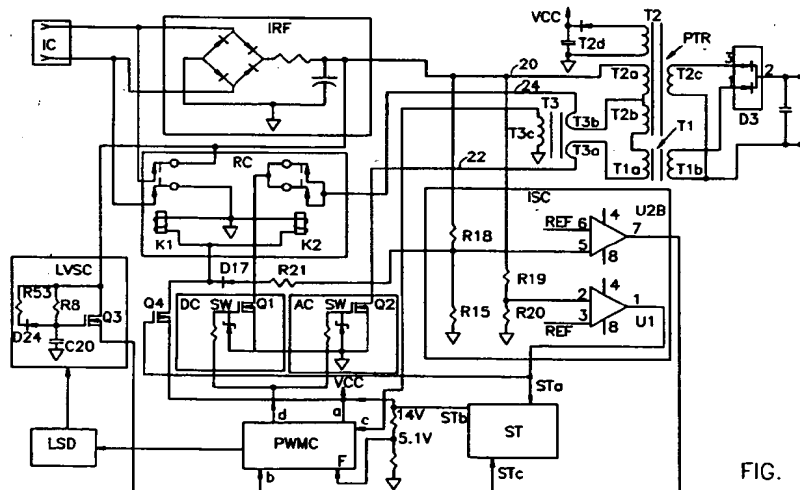 IC
IRF
VCC
T2
T2d
PTR
20
T2a
T2c
3
2
24
T3
T3b
T2b
1
D3
T3c
T3a
T1
RC
22
T1a
T1b
ISC
K1
K2
U2B
REF
6
4
7
R18
5
8
LVSC
D17
R21
R19
R53
R8
Q4
DC
SW
Q1
AC
SW
Q2
R15
2
4
1
R20
3
REF
8
U1
Q3
D24
C20
VCC
STa
d
a
c
14V
STb
ST
LSD
PWMC
5.1V
F
b
STc
FIG.